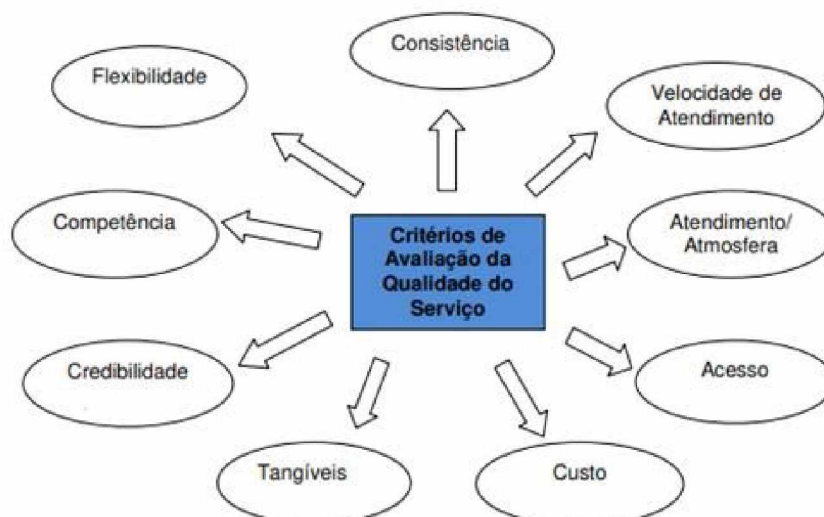 Consistência
Flexibilidade
Velocidade de
Atendimento
Competência
Critérios de
Avaliação da
Qualidade do
Serviço
Atendimento/
Atmosfera
Credibilidade
Acesso
Tangíveis
Custo